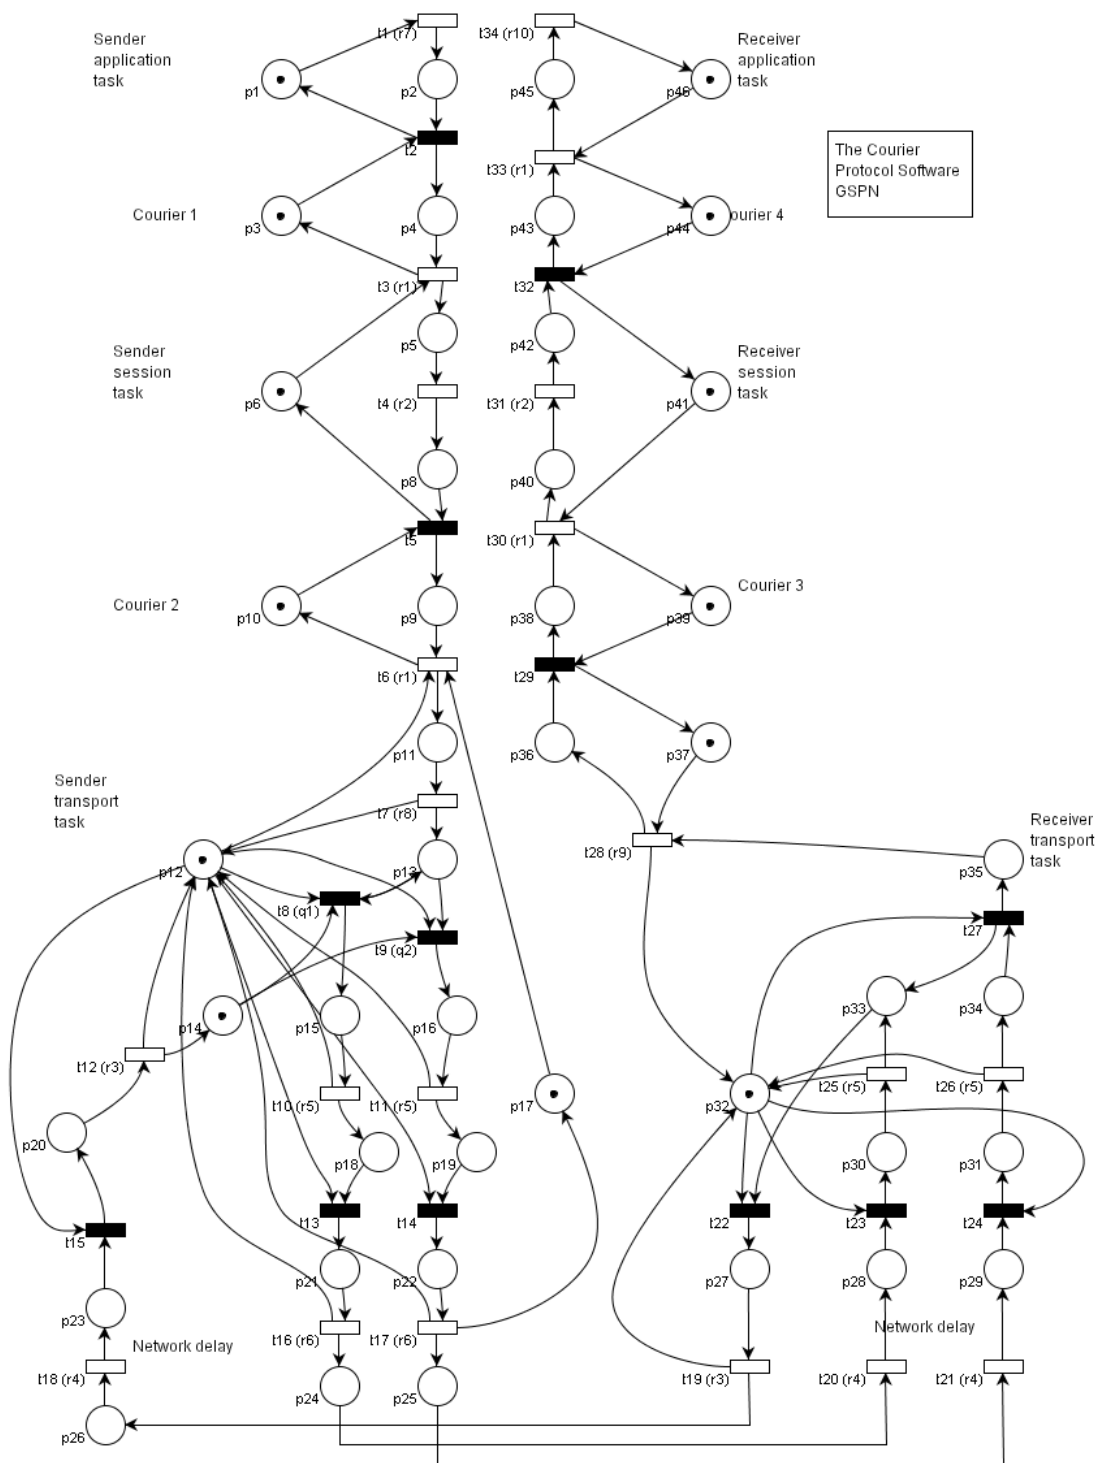 t1 (r7)
t34 (r10)
Sender
application
task
Receiver
application
task
p1
p2
p45
p46
t2
t33 (r1)
The Courier
Protocol Software
GSPN
Courier 1
p3
p4
p43
p44
ourier 4
t3 (r1)
t32
Sender
session
task
p5
p42
Receiver
session
task
p6
t4 (r2)
t31 (r2)
p41
p8
p40
t5
t30 (r1)
Courier 2
p10
p9
p38
p39
Courier 3
t6 (r1)
t29
p11
p36
p37
Sender
transport
task
t7 (r8)
Receiver
transport
task
t28 (r9)
p12
p13
p35
t8 (q1)
t9 (q2)
t27
p14
p15
p16
p33
p34
t12 (r3)
t10 (r5)
t11 (r5)
p17
p32
t25 (r5)
t26 (r5)
p20
p18
p19
p30
p31
t15
t13
t14
t22
t23
t24
p21
p22
p27
p28
p29
p23
Network delay
t16 (r6)
t17 (r6)
Network delay
t18 (r4)
t19 (r3)
t20 (r4)
t21 (r4)
p24
p25
p26